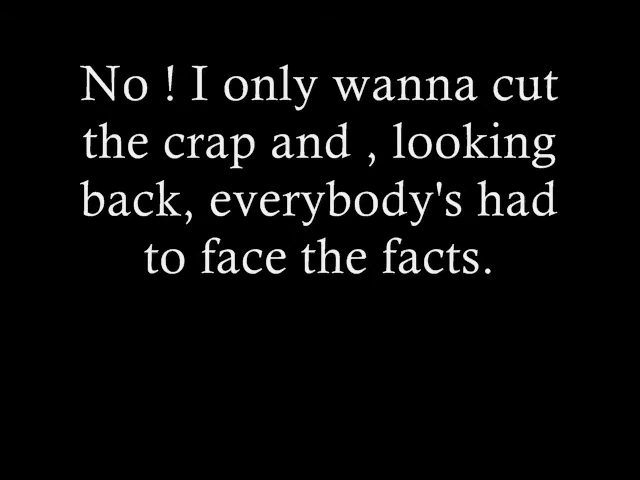 No ! I only wanna cut
the crap and , looking
back, everybody's had
to face the facts.